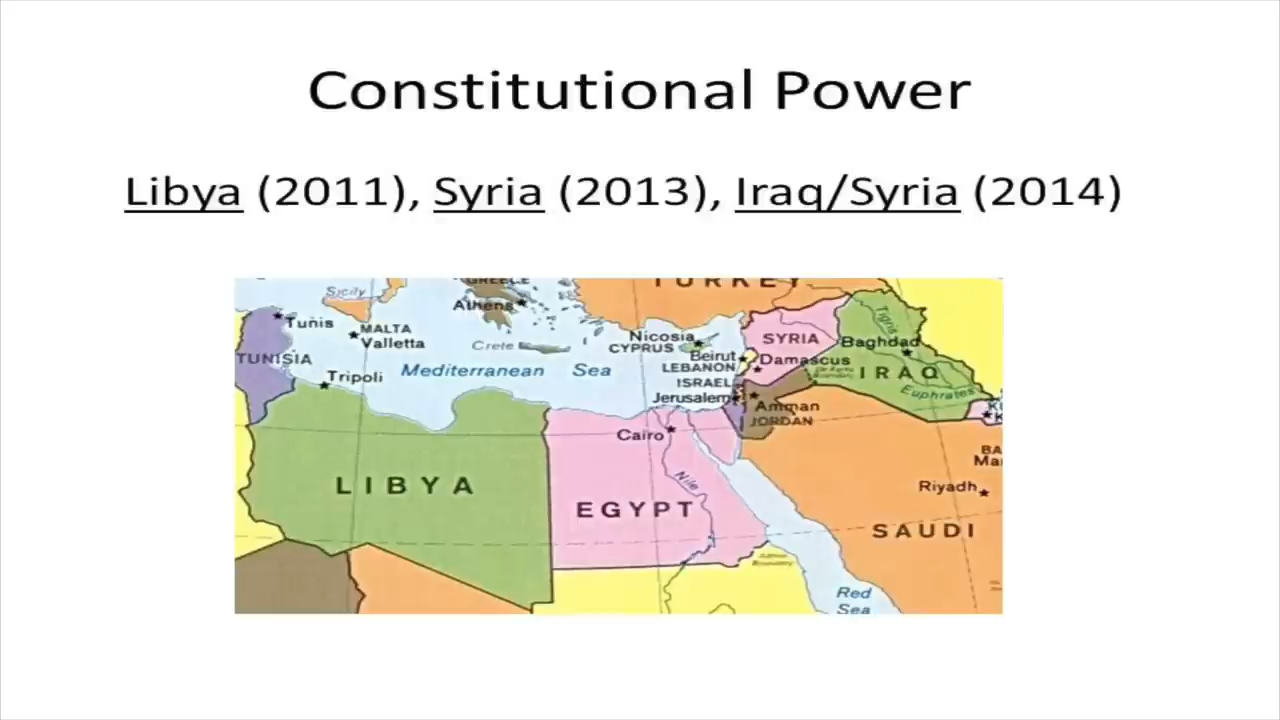 Constitutional Power
Libya (2011), Syria (2013), Iraq/Syria (2014)
GREECE
TURKEY
Sicily
Athens
Tunis
MALTA
Valletta
Nicosia
CYPRUS
SYRIA
Baghdad
Tigris
Crete
Beirut
LEBANON
Damascus
TUNISIA
Mediterranean Sea
IRAQ
Tripoli
ISRAEL
Jerusalem
Euphrates
Amman
JORDAN
Cairo
BA
Ma
LIBYA
Nile
Riyadh
EGYPT
SAUDI
Red
Sea